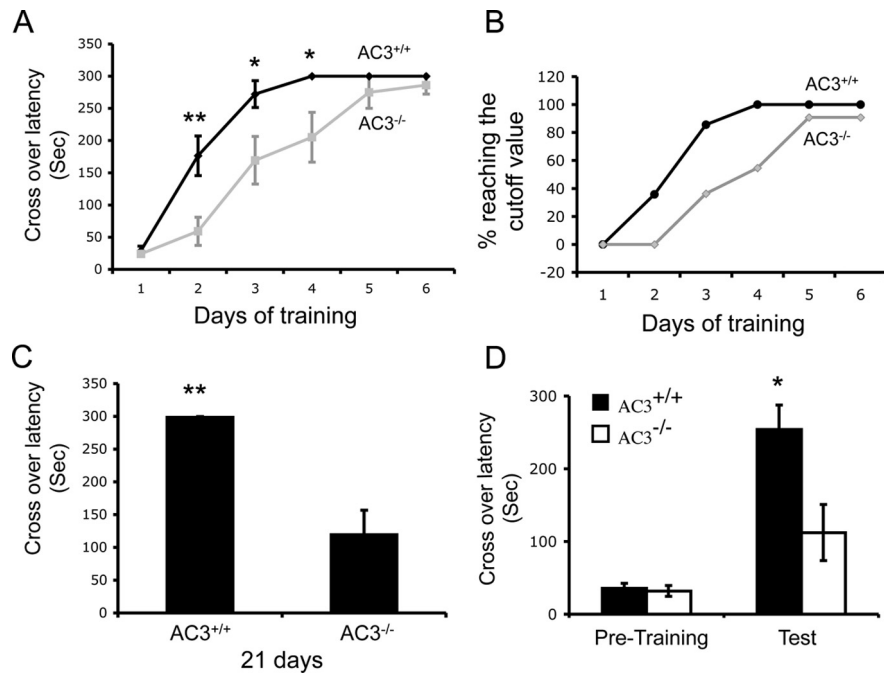 A
Cross over latency
(Sec)
350
300
250
200
150
100
50
0
**
*
*
AC3+/+
AC3-/-
1 2 3 4 5 6
Days of training
B
% reaching the
cutoff value
120
100
80
60
40
20
0
-20
AC3+/+
AC3-/-
1 2 3 4 5 6
Days of training
C
Cross over latency
(Sec)
350
300
250
200
150
100
50
0
**
AC3+/+ AC3-/-
21 days
D
Cross over latency
(Sec)
300
200
100
0
AC3+/+
AC3-/-
*
Pre-Training Test